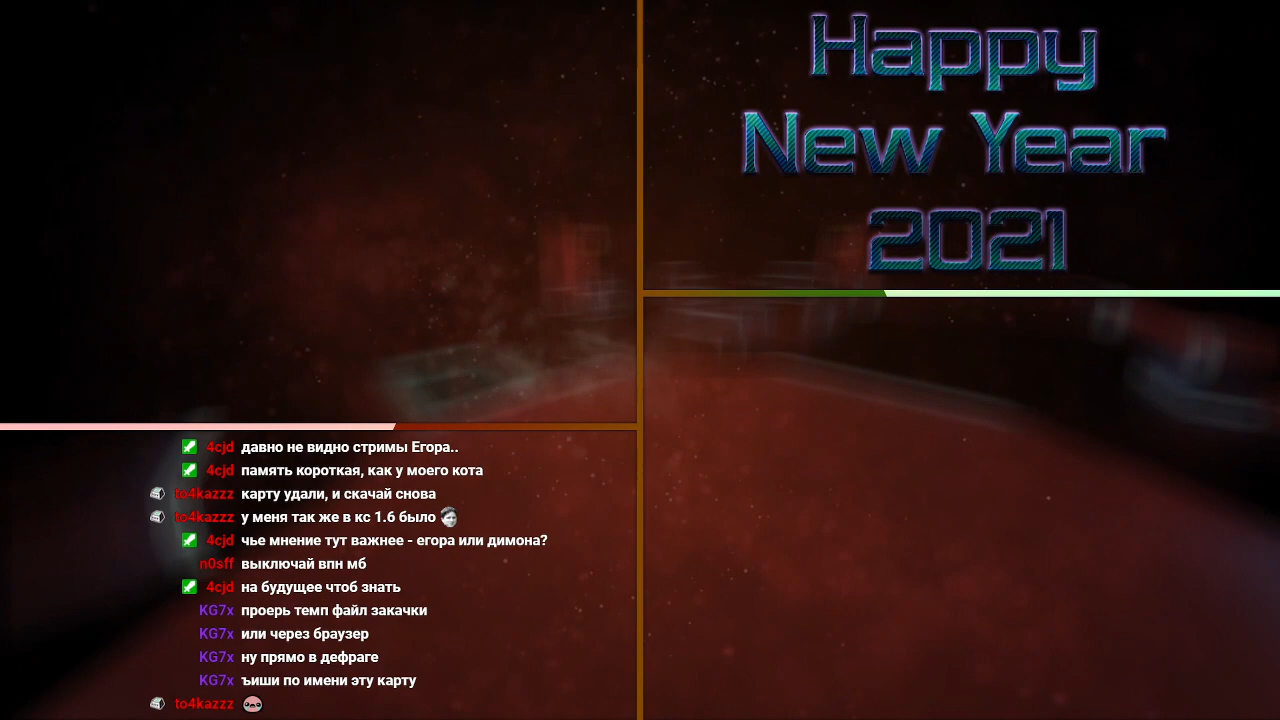 Happy
New Year
2021
4cjd давно не видно стримы Егора..
4cjd память короткая, как у моего кота
to4kazzz карту удали, и скачай снова
to4kazzz у меня так же в кс 1.6 было
4cjd чье мнение тут важнее - егора или димона?
n0sff выключай впн мб
4cjd на будущее чтоб знать
KG7x проерь темп файл закачки
KG7x или через браузер
KG7x ну прямо в дефраге
KG7x ъиши по имени эту карту
to4kazzz